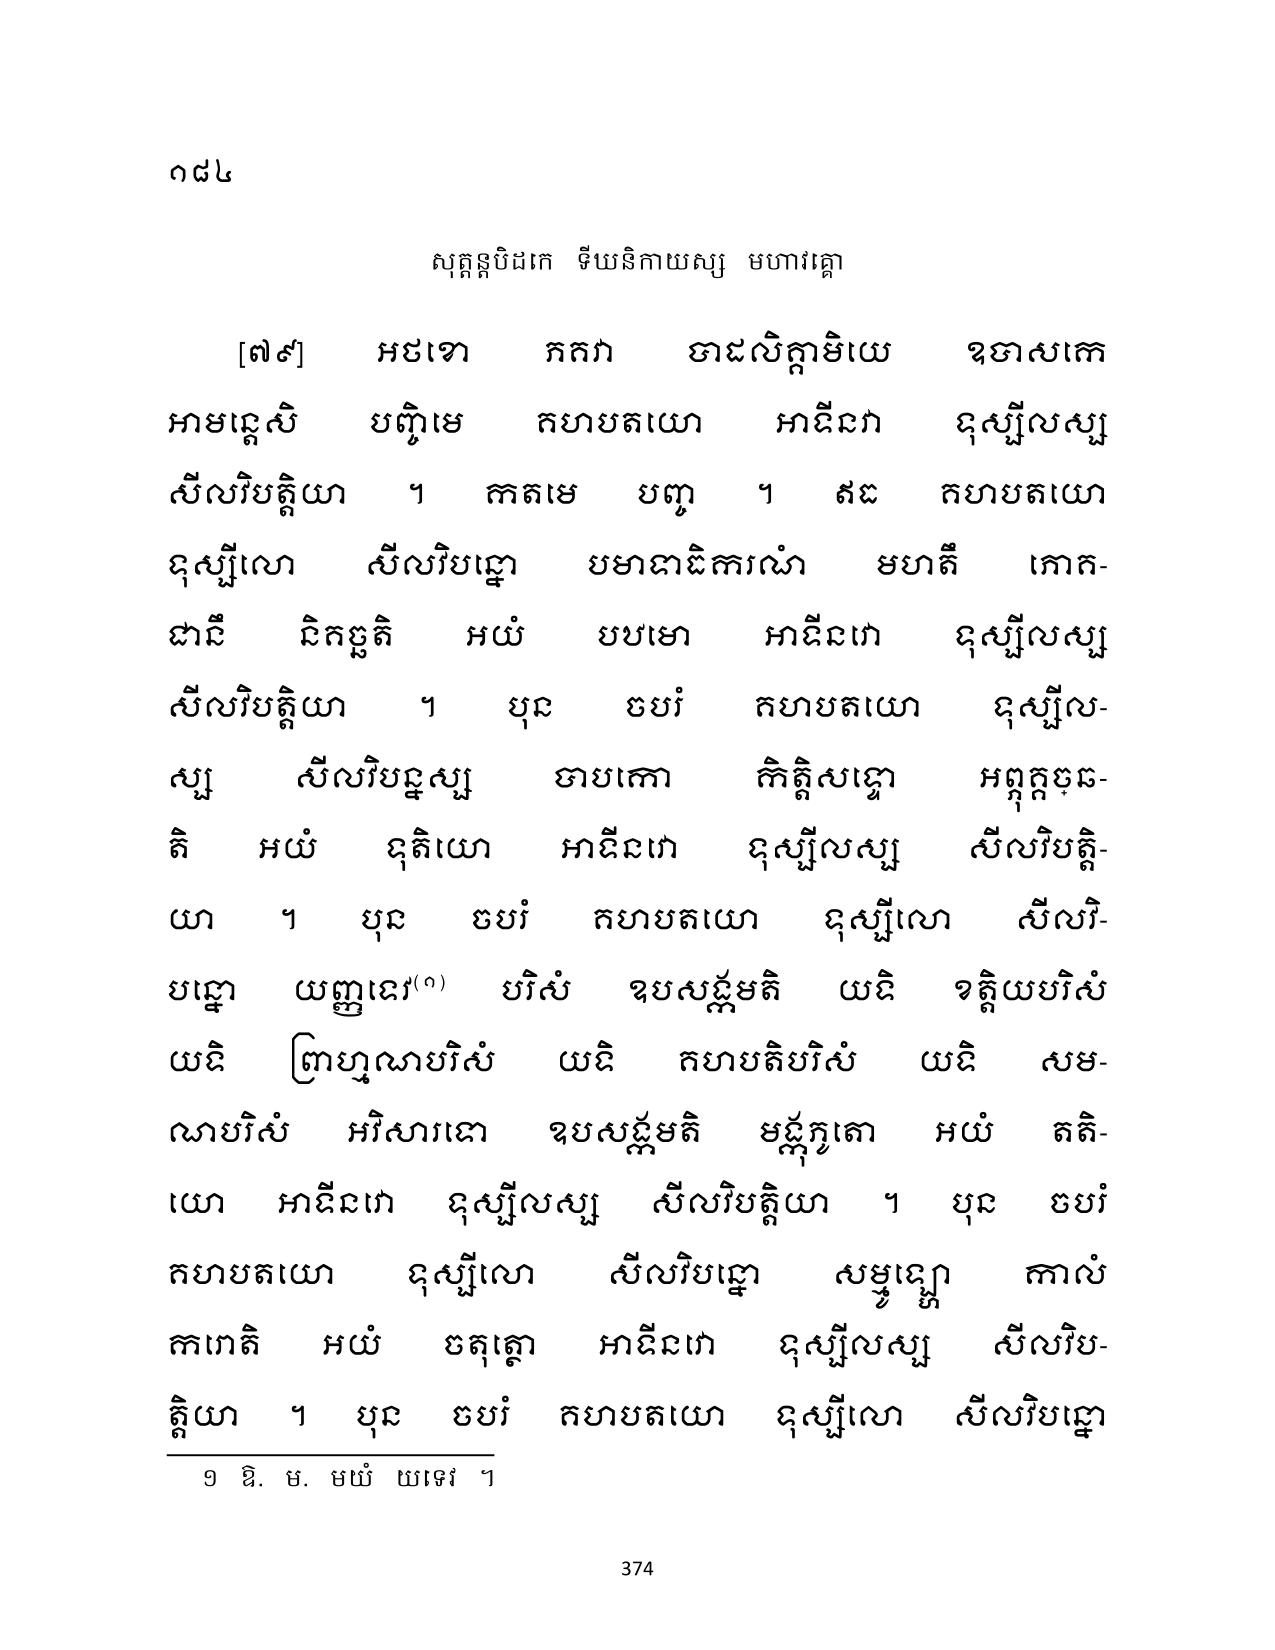 ១៨៤
សុត្តន្តបិដកេ ទីឃនិកាយស្ស មហាវគ្គោ
[៧៩] អថខោ ភគវា បាដលិគ្គាមិយេ ឧបាសកេ
អាមន្តេសិ បញ្ចិមេ គហបតយោ អាទីនវា ទុស្សីលស្ស
សីលវិបត្តិយា ។ កតមេ បញ្ច ។ ឥធ គហបតយោ
ទុស្សីលោ សីលវិបន្នោ បមាទាធិករណំ មហតឹ ភោគ-
ជានឹ និគច្ឆតិ អយំ បឋមោ អាទីនវោ ទុស្សីលស្ស
សីលវិបត្តិយា ។ បុន ចបរំ គហបតយោ ទុស្សីល-
ស្ស សីលវិបន្នស្ស បាបកោ កិត្តិសទ្ទោ អព្ភុគ្គច្ឆ-
តិ អយំ ទុតិយោ អាទីនវោ ទុស្សីលស្ស សីលវិបត្តិ-
យា ។ បុន ចបរំ គហបតយោ ទុស្សីលោ សីលវិ-
បន្នោ យញ្ញទេវ(១) បរិសំ ឧបសង្កមតិ យទិ ខត្តិយបរិសំ
យទិ ព្រាហ្មណបរិសំ យទិ គហបតិបរិសំ យទិ សម-
ណបរិសំ អវិសារទោ ឧបសង្កមតិ មង្កុភូតោ អយំ តតិ-
យោ អាទីនវោ ទុស្សីលស្ស សីលវិបត្តិយា ។ បុន ចបរំ
គហបតយោ ទុស្សីលោ សីលវិបន្នោ សម្មូឡ្ហោ កាលំ
ករោតិ អយំ ចតុត្ថោ អាទីនវោ ទុស្សីលស្ស សីលវិប-
ត្តិយា ។ បុន ចបរំ គហបតយោ ទុស្សីលោ សីលវិបន្នោ
១ ឱ. ម. មយំ យទេវ ។
374